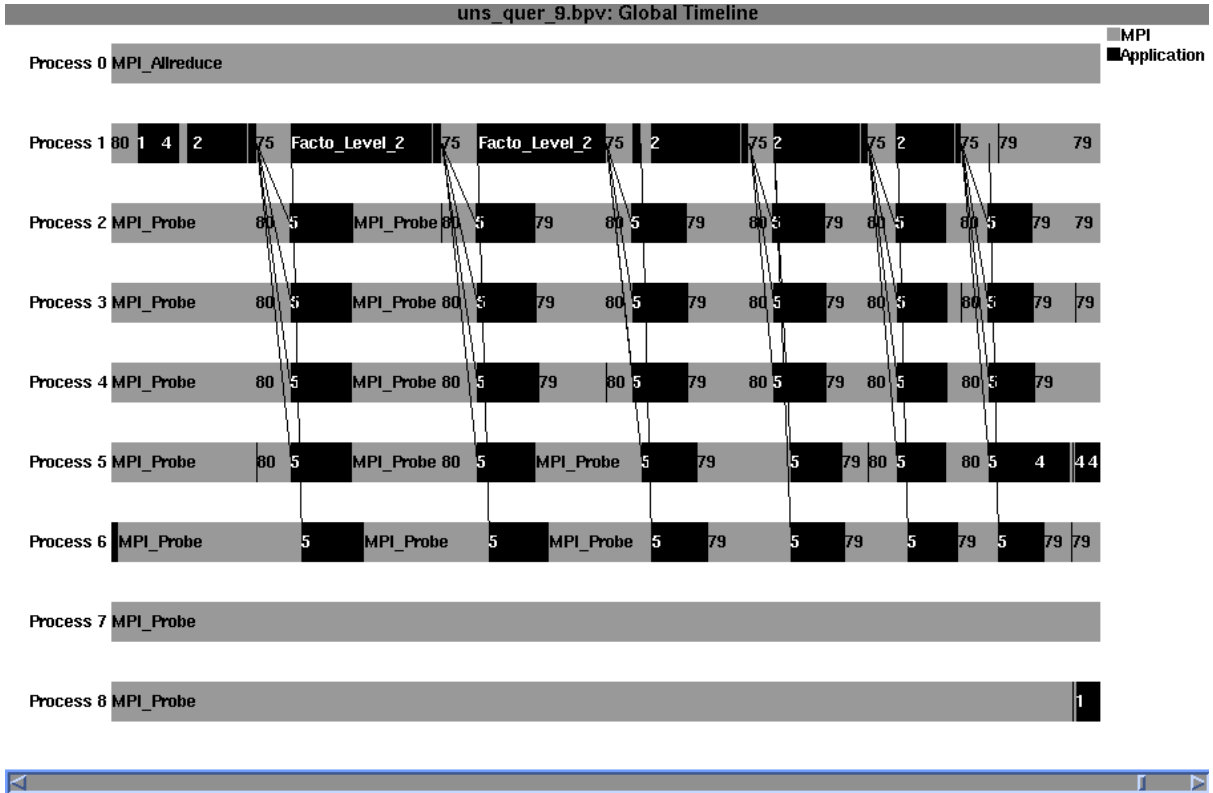 uns_quer_9.bpv: Global Timeline
MPI
Application
Process 0 MPI_Allreduce
Process 1 80 1 4 2 75 Facto_Level_2 75 Facto_Level_2 75 2 75 2 75 2 75 79 79
Process 2 MPI_Probe 80 5 MPI_Probe 80 5 79 80 5 79 80 5 79 80 5 80 5 79 79
Process 3 MPI_Probe 80 5 MPI_Probe 80 5 79 80 5 79 80 5 79 80 5 80 5 79 79
Process 4 MPI_Probe 80 5 MPI_Probe 80 5 79 80 5 79 80 5 79 80 5 80 5 79
Process 5 MPI_Probe 80 5 MPI_Probe 80 5 MPI_Probe 5 79 5 79 80 5 80 5 4 4 4
Process 6 MPI_Probe 5 MPI_Probe 5 MPI_Probe 5 79 5 79 5 79 5 79 79
Process 7 MPI_Probe
Process 8 MPI_Probe 1